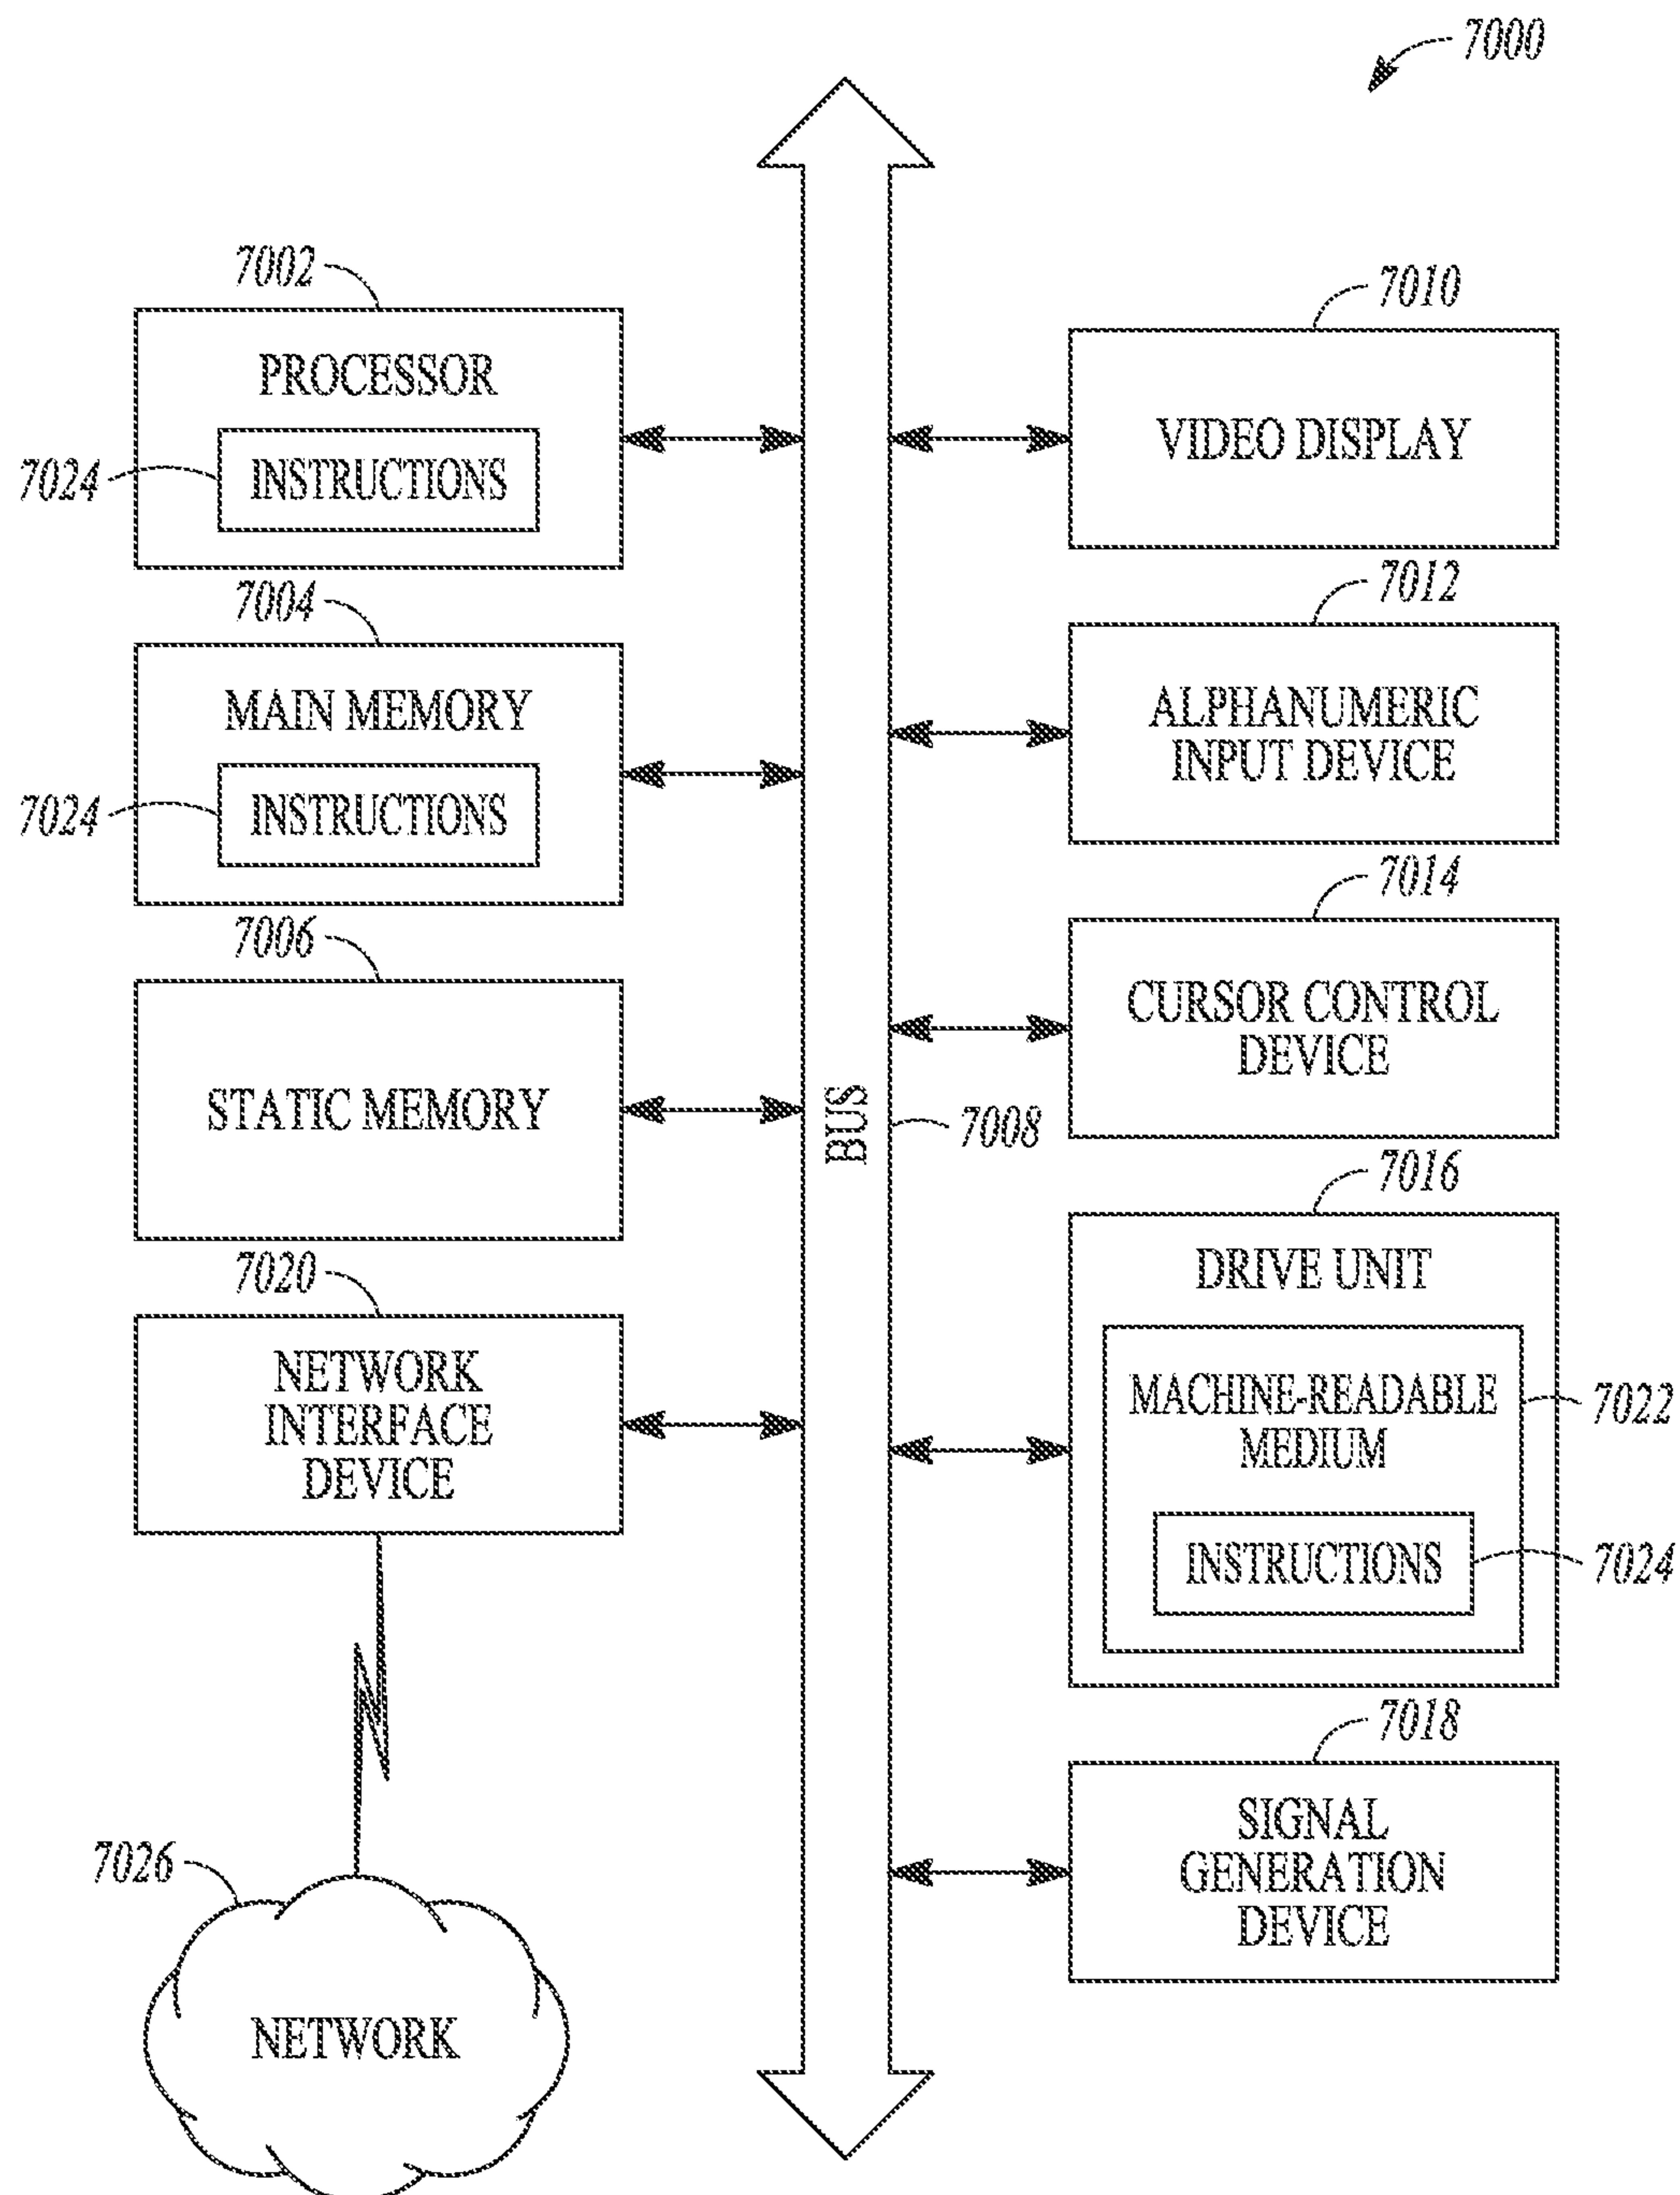 7000
7002
PROCESSOR
7024
INSTRUCTIONS
7004
MAIN MEMORY
7024
INSTRUCTIONS
7006
STATIC MEMORY
7020
NETWORK
INTERFACE
DEVICE
7026
NETWORK
BUS
7008
7010
VIDEO DISPLAY
7012
ALPHANUMERIC
INPUT DEVICE
7014
CURSOR CONTROL
DEVICE
7016
DRIVE UNIT
MACHINE-READABLE
MEDIUM
7022
INSTRUCTIONS
7024
7018
SIGNAL
GENERATION
DEVICE